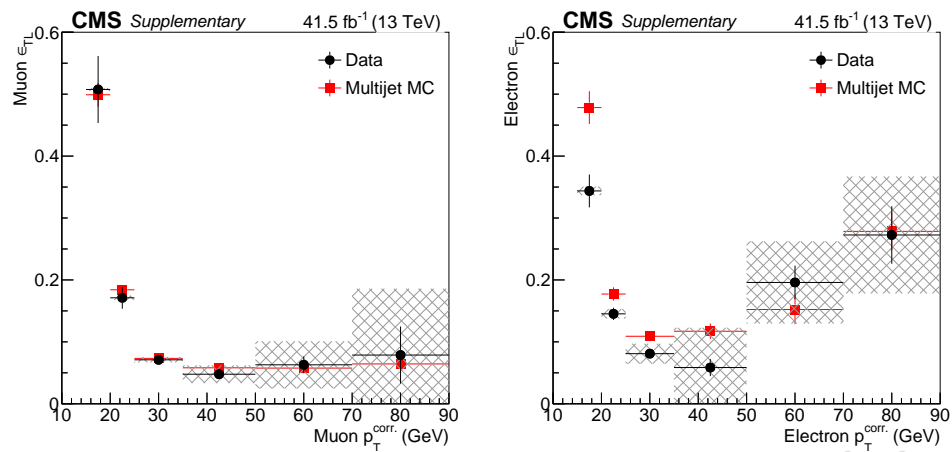 CMS Supplementary 41.5 fb⁻¹ (13 TeV)
Muon ϵ_TL
0.6
0.4
0.2
0
Data
Multijet MC
10 20 30 40 50 60 70 80 90
Muon p_T^corr. (GeV)
CMS Supplementary 41.5 fb⁻¹ (13 TeV)
Electron ϵ_TL
0.6
0.4
0.2
0
Data
Multijet MC
10 20 30 40 50 60 70 80 90
Electron p_T^corr. (GeV)